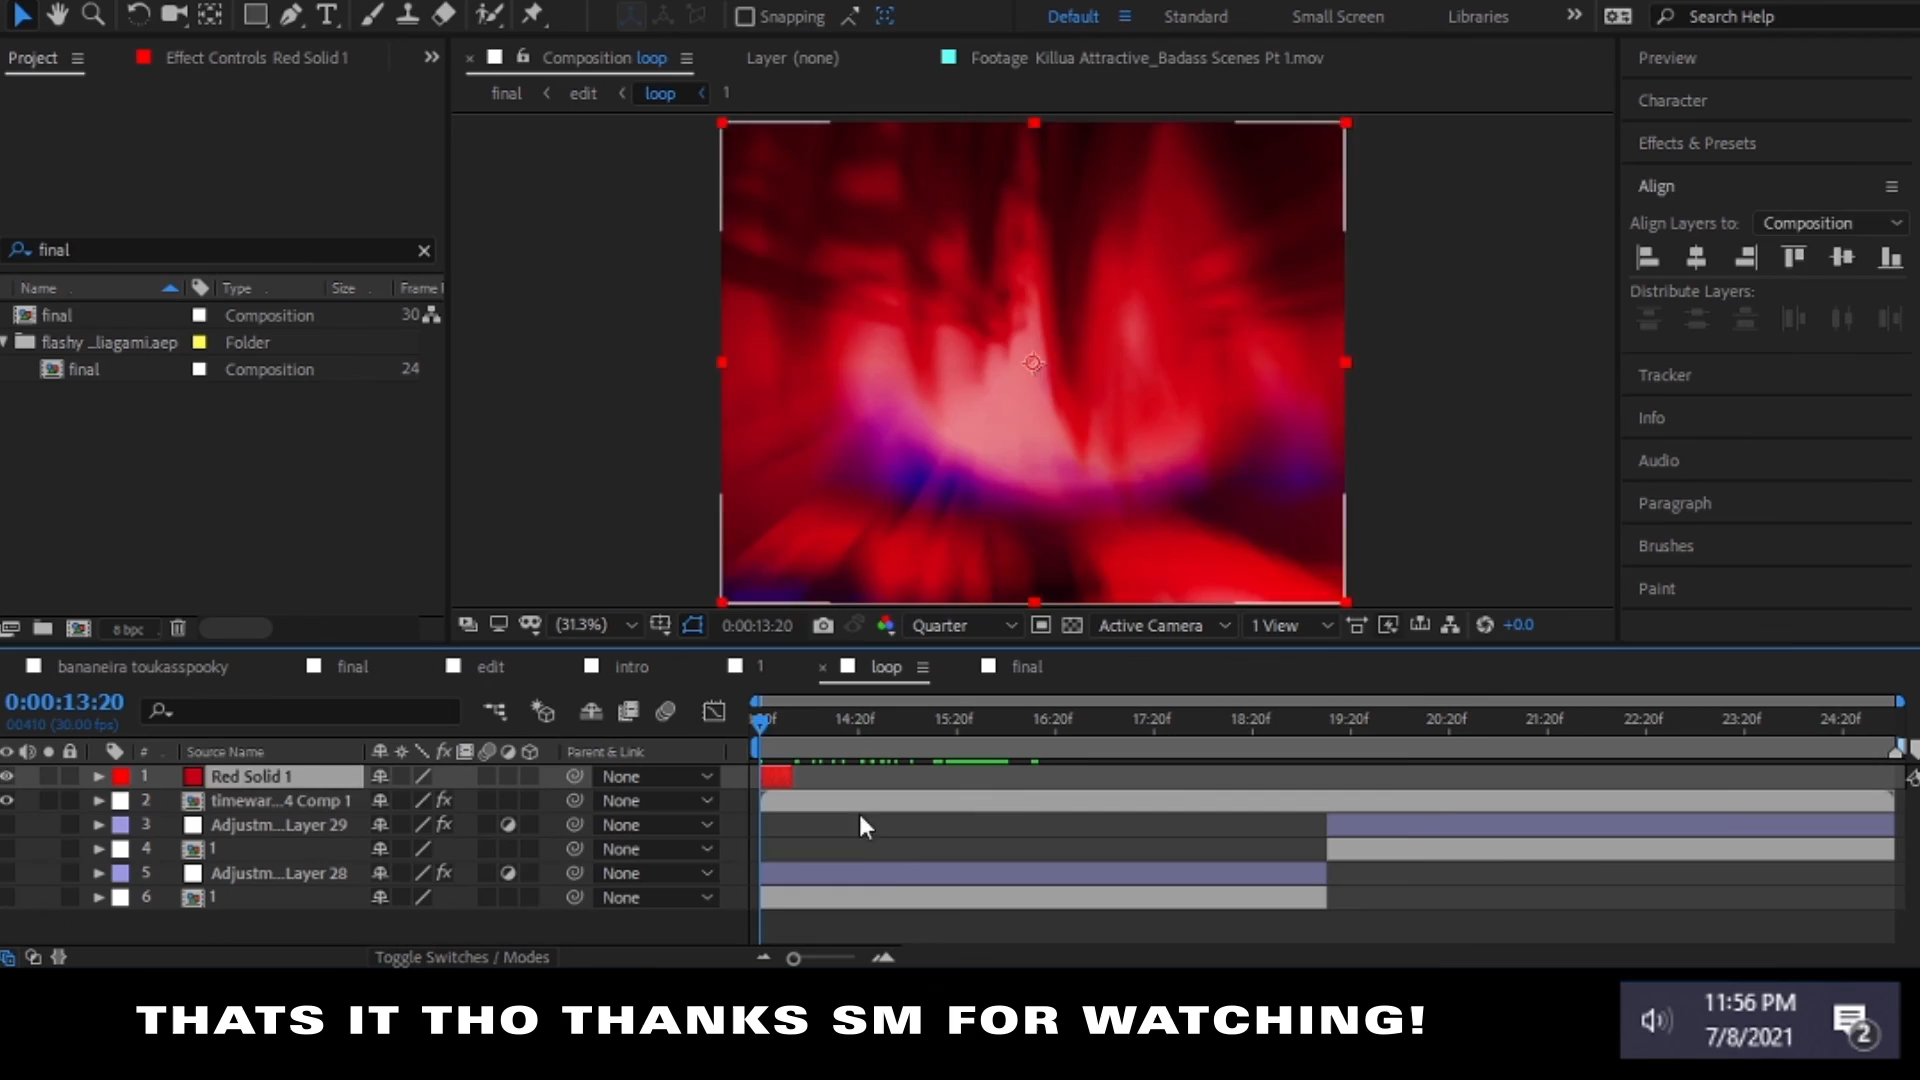 Snapping
Default
Standard
Small Screen
Libraries
Search Help
Project
Effect Controls Red Solid 1
Composition loop
Layer (none)
Footage Killua Attractive_Badass Scenes Pt 1.mov
final
edit
loop
1
final
Name
Type
Size
Frame
final
Composition
30
flashy ...liagami.aep
Folder
final
Composition
24
8 bpc
(31.3%)
0:00:13:20
Quarter
Active Camera
1 View
+0.0
Preview
Character
Effects & Presets
Align
Align Layers to:
Composition
Distribute Layers:
Tracker
Info
Audio
Paragraph
Brushes
Paint
bananeira toukasspooky
final
edit
intro
1
loop
final
0:00:13:20
00410 (30.00 fps)
14:20f
15:20f
16:20f
17:20f
18:20f
19:20f
20:20f
21:20f
22:20f
23:20f
24:20f
#
Source Name
fx
Parent & Link
1
Red Solid 1
None
2
timewar...4 Comp 1
fx
None
3
Adjustm...Layer 29
fx
None
4
1
None
5
Adjustm...Layer 28
fx
None
6
1
None
Toggle Switches / Modes
THATS IT THO THANKS SM FOR WATCHING!
11:56 PM
7/8/2021
2